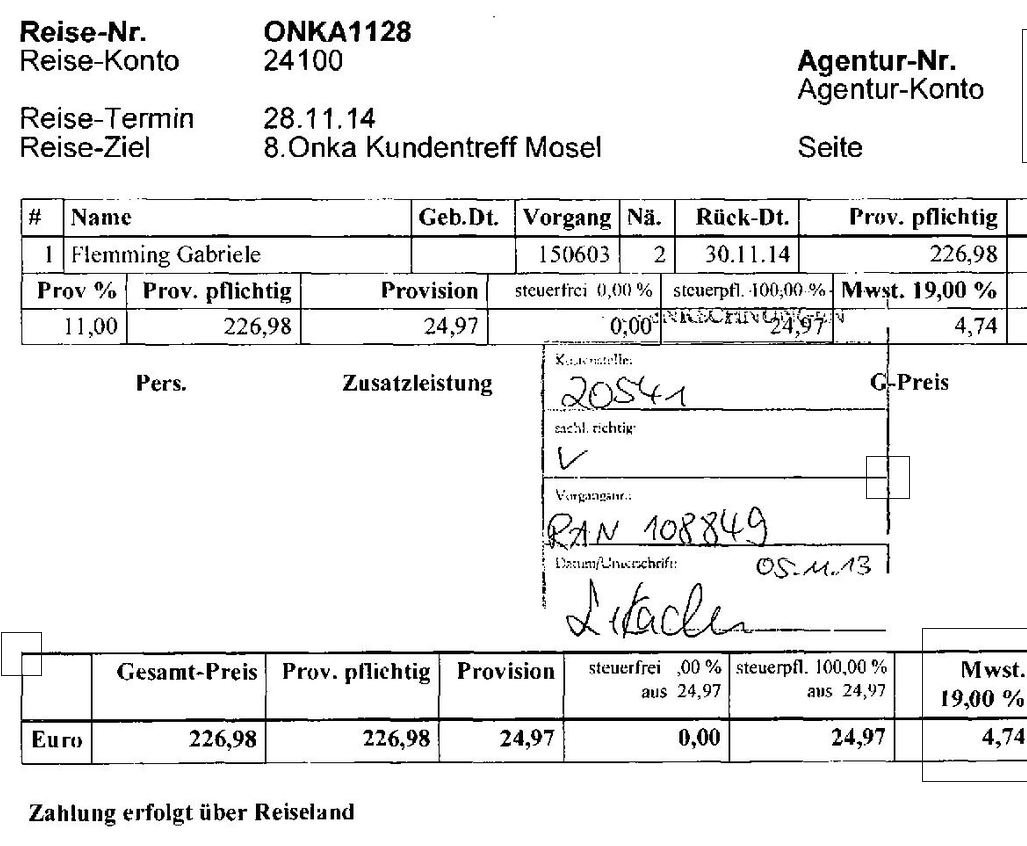 Reise-Nr. ONKA1128
Reise-Konto 24100
Agentur-Nr.
Agentur-Konto
Reise-Termin 28.11.14
Reise-Ziel 8.Onka Kundentreff Mosel Seite
# Name Geb.Dt. Vorgang Nä. Rück-Dt. Prov. pflichtig
1 Flemming Gabriele 150603 2 30.11.14 226,98
Prov % Prov. pflichtig Provision steuerfrei 0,00 % steuerpfl. 100,00 % Mwst. 19,00 %
11,00 226,98 24,97 0,00 24,97 4,74
Pers. Zusatzleistung G-Preis
Kostenstelle:
20541
sachl. richtig:
Vorgangsnr.:
RAN 108849
Datum/Unterschrift: 05.11.13
Gesamt-Preis Prov. pflichtig Provision steuerfrei ,00 % steuerpfl. 100,00 % Mwst.
aus 24,97 aus 24,97 19,00 %
Euro 226,98 226,98 24,97 0,00 24,97 4,74
Zahlung erfolgt über Reiseland